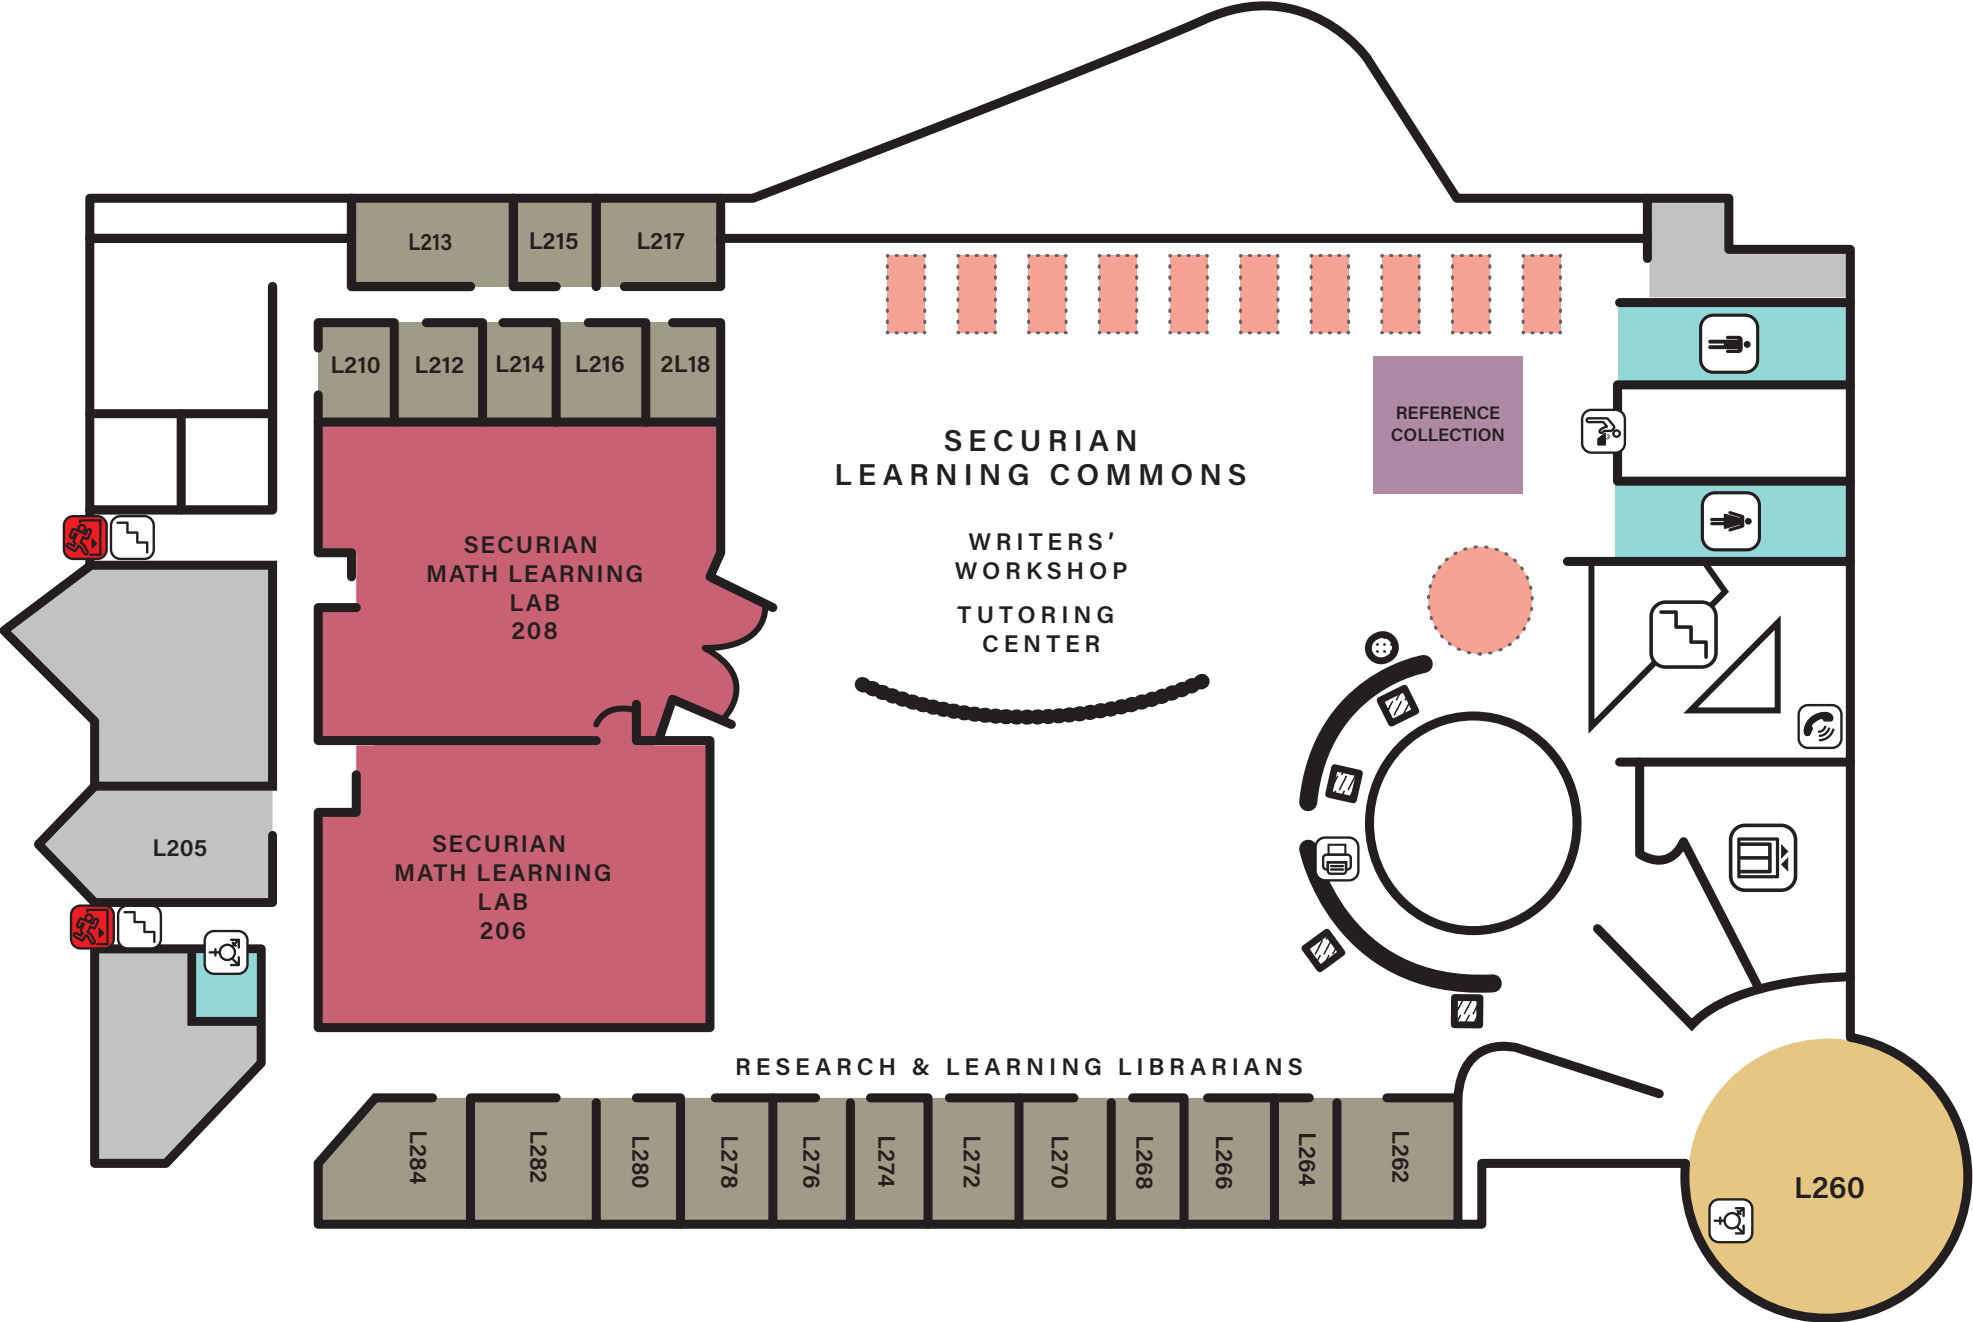 L213
L215
L217
L210
L212
L214
L216
2L18
REFERENCE
COLLECTION
SECURIAN
LEARNING COMMONS
WRITERS’
WORKSHOP
TUTORING
CENTER
SECURIAN
MATH LEARNING
LAB
208
L205
SECURIAN
MATH LEARNING
LAB
206
RESEARCH & LEARNING LIBRARIANS
L284
L282
L280
L278
L276
L274
L272
L270
L268
L266
L264
L262
L260